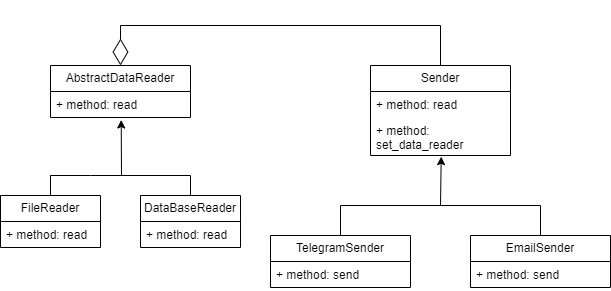 AbstractDataReader
+ method: read
Sender
+ method: read
+ method:
set_data_reader
FileReader
+ method: read
DataBaseReader
+ method: read
TelegramSender
+ method: send
EmailSender
+ method: send